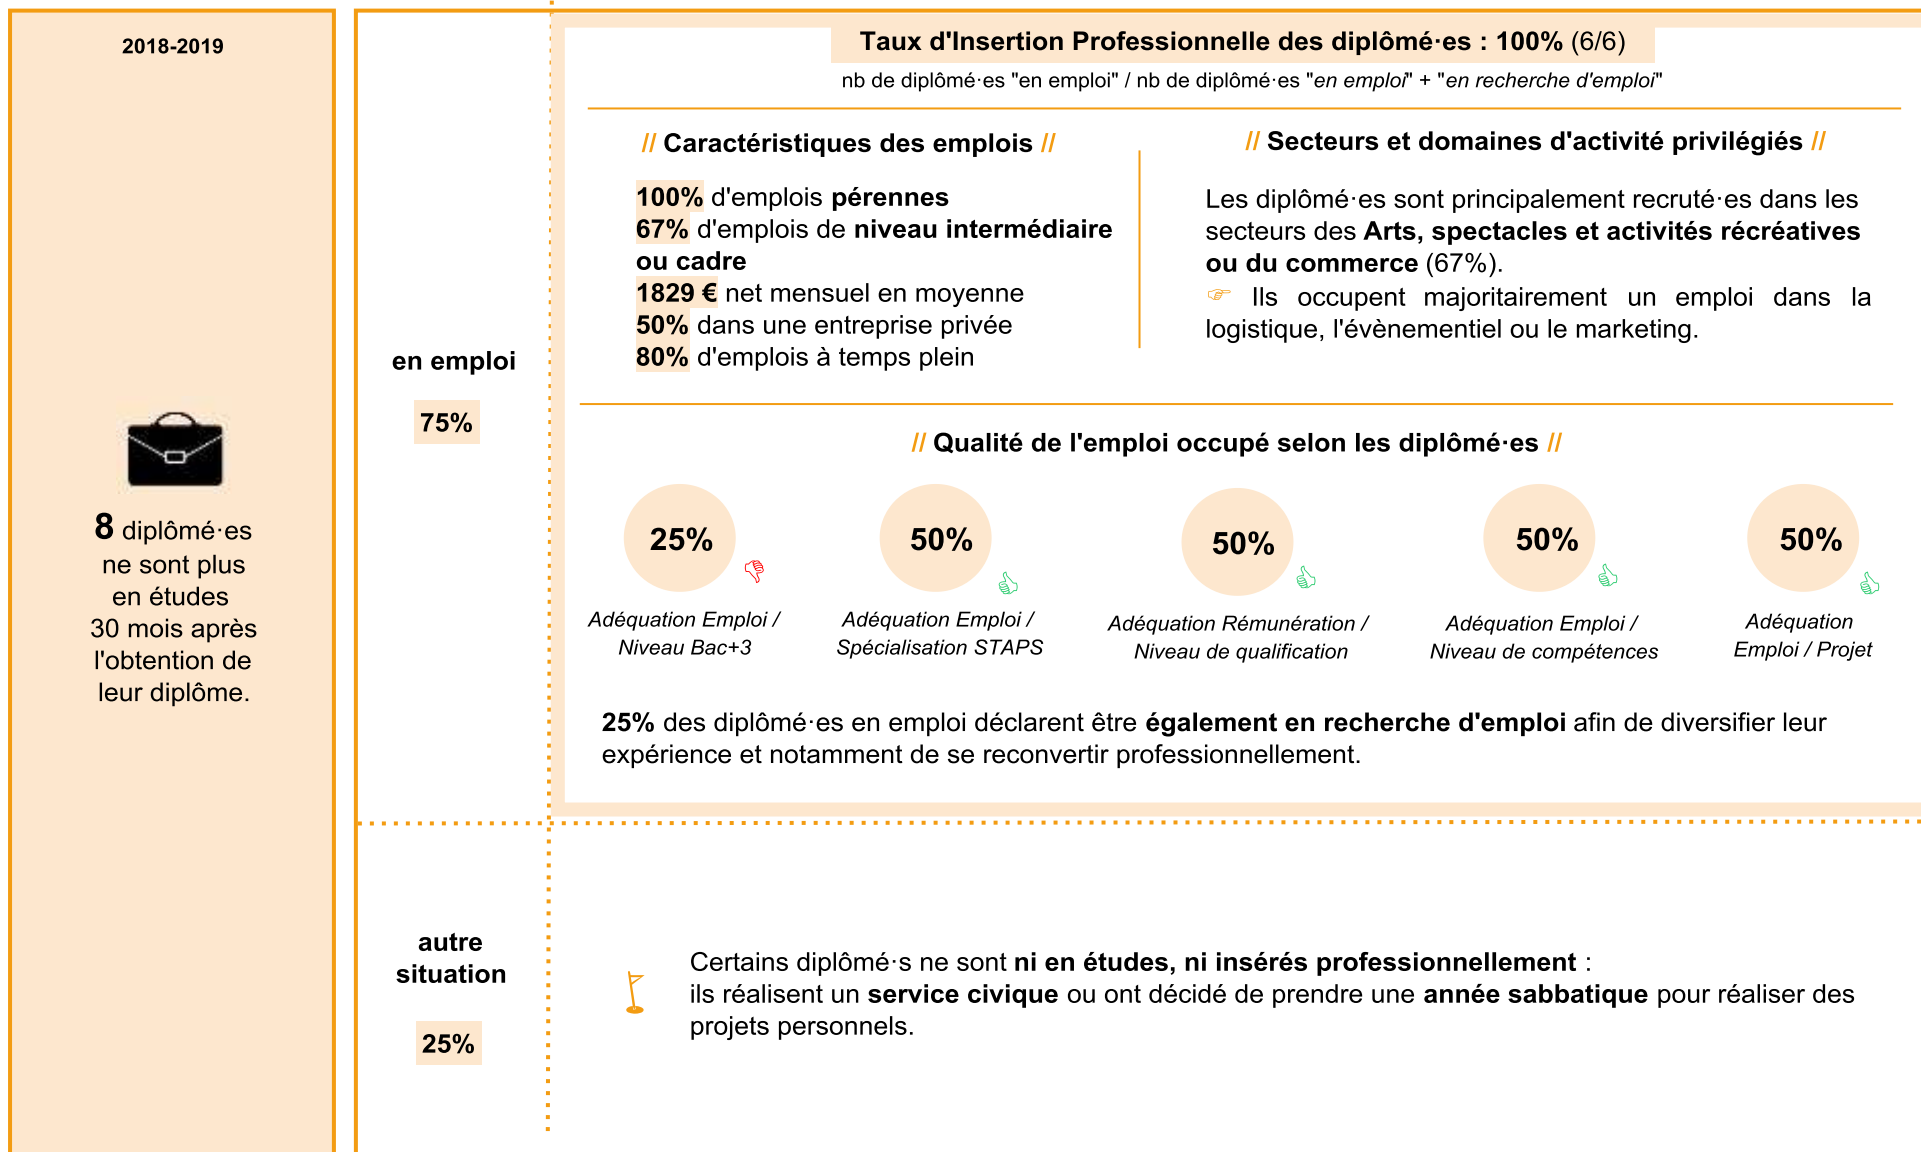 2018-2019
8 diplômé·es
ne sont plus
en études
30 mois après
l'obtention de
leur diplôme.
en emploi
75%
Taux d'Insertion Professionnelle des diplômé·es : 100% (6/6)
nb de diplômé·es "en emploi" / nb de diplômé·es "en emploi" + "en recherche d'emploi"
// Caractéristiques des emplois //
100% d'emplois pérennes
67% d'emplois de niveau intermédiaire
ou cadre
1829 € net mensuel en moyenne
50% dans une entreprise privée
80% d'emplois à temps plein
// Secteurs et domaines d'activité privilégiés //
Les diplômé·es sont principalement recruté·es dans les
secteurs des Arts, spectacles et activités récréatives
ou du commerce (67%).
☞ Ils occupent majoritairement un emploi dans la
logistique, l'évènementiel ou le marketing.
// Qualité de l'emploi occupé selon les diplômé·es //
25%
Adéquation Emploi /
Niveau Bac+3
50%
Adéquation Emploi /
Spécialisation STAPS
50%
Adéquation Rémunération /
Niveau de qualification
50%
Adéquation Emploi /
Niveau de compétences
50%
Adéquation
Emploi / Projet
25% des diplômé·es en emploi déclarent être également en recherche d'emploi afin de diversifier leur
expérience et notamment de se reconvertir professionnellement.
autre
situation
25%
Certains diplômé·s ne sont ni en études, ni insérés professionnellement :
ils réalisent un service civique ou ont décidé de prendre une année sabbatique pour réaliser des
projets personnels.